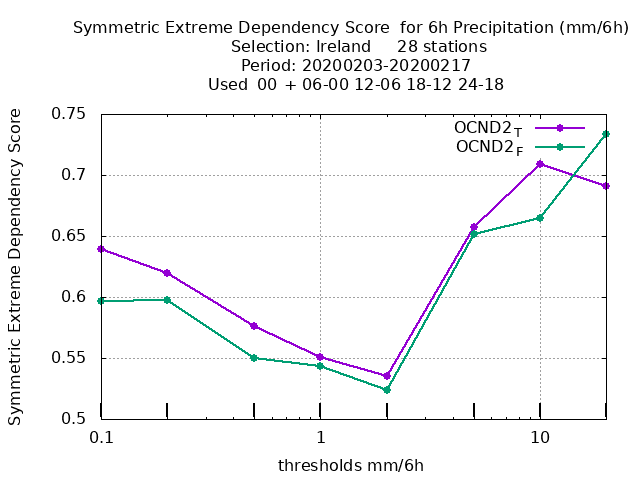 Symmetric Extreme Dependency Score  for 6h Precipitation (mm/6h)
Selection: Ireland     28 stations
Period: 20200203-20200217
Used  00  + 06-00 12-06 18-12 24-18
OCND2T
OCND2F
Symmetric Extreme Dependency Score
0.75
0.7
0.65
0.6
0.55
0.5
0.1 1 10
thresholds mm/6h